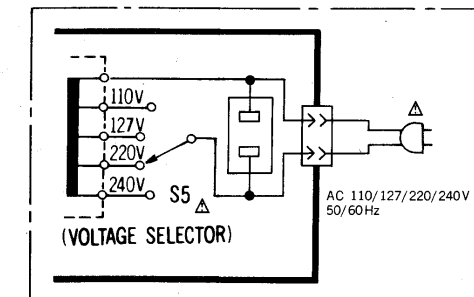 110V
127V
220V
240V
S5
(VOLTAGE SELECTOR)
AC 110/127/220/240V
50/60Hz